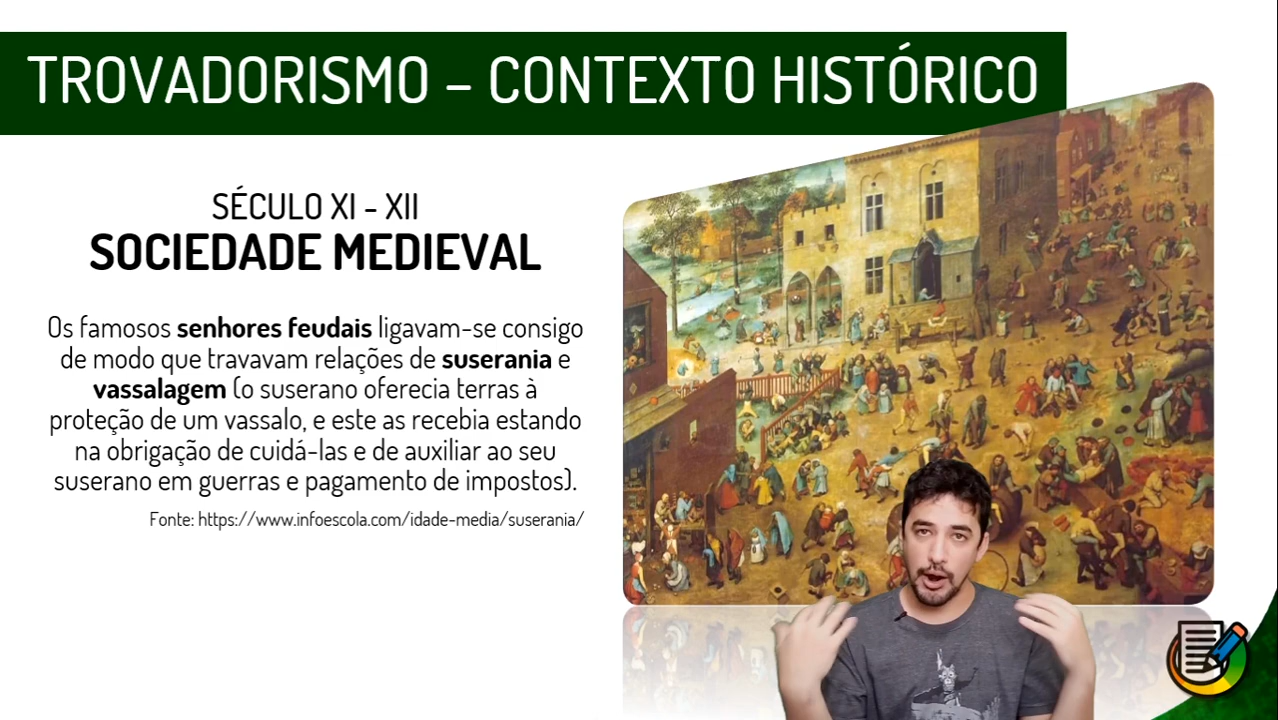 TROVADORISMO – CONTEXTO HISTÓRICO
SÉCULO XI - XII
SOCIEDADE MEDIEVAL
Os famosos senhores feudais ligavam-se consigo
de modo que travavam relações de suserania e
vassalagem (o suserano oferecia terras à
proteção de um vassalo, e este as recebia estando
na obrigação de cuidá-las e de auxiliar ao seu
suserano em guerras e pagamento de impostos).
Fonte: https://www.infoescola.com/idade-media/suserania/